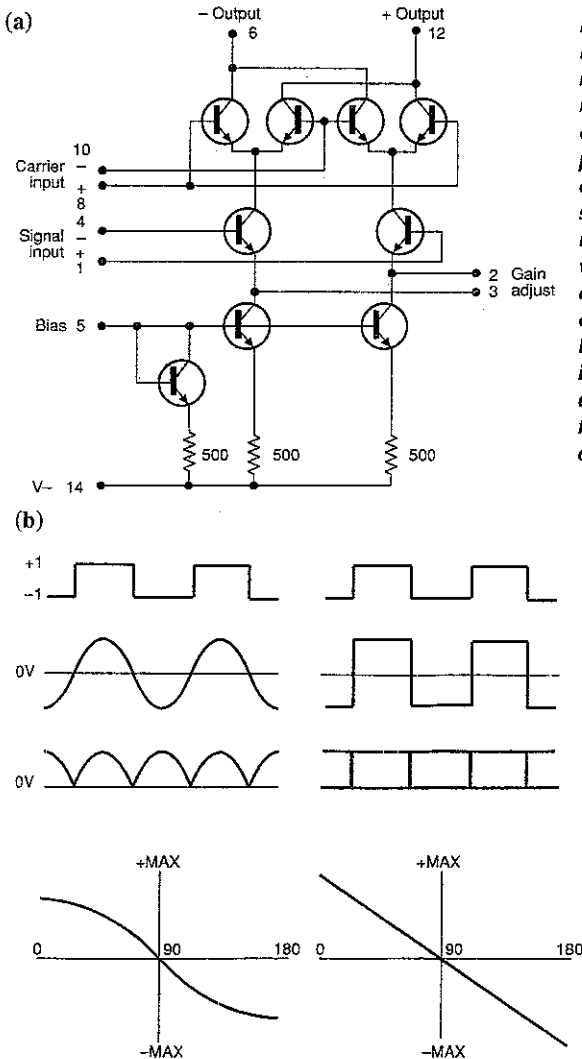 (a)
– Output
6
+ Output
12
10
Carrier –
input +
8
4
Signal –
input +
1
2 Gain
3 adjust
Bias 5
500
500
500
V– 14
(b)
+1
–1
0V
0V
+MAX
0
90
180
–MAX
+MAX
0
90
180
–MAX